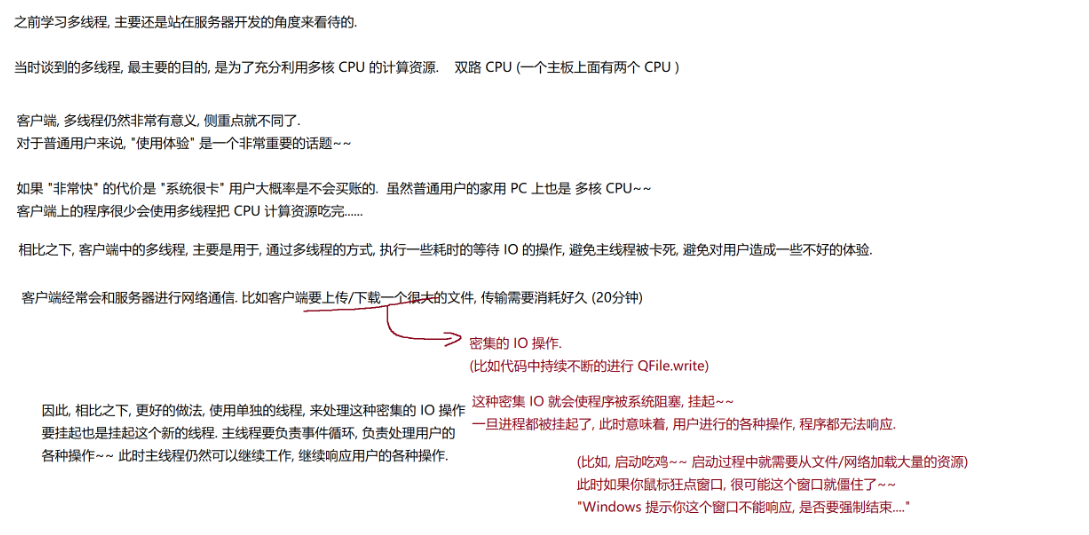 之前学习多线程, 主要还是站在服务器开发的角度来看待的.
当时谈到的多线程, 最主要的目的, 是为了充分利用多核 CPU 的计算资源.    双路 CPU (一个主板上面有两个 CPU )
客户端, 多线程仍然非常有意义, 侧重点就不同了.
对于普通用户来说, "使用体验" 是一个非常重要的话题~~
如果 "非常快" 的代价是 "系统很卡" 用户大概率是不会买账的.  虽然普通用户的家用 PC 上也是 多核 CPU~~
客户端上的程序很少会使用多线程把 CPU 计算资源吃完......
相比之下, 客户端中的多线程, 主要是用于, 通过多线程的方式, 执行一些耗时的等待 IO 的操作, 避免主线程被卡死, 避免对用户造成一些不好的体验.
客户端经常会和服务器进行网络通信. 比如客户端要上传/下载一个很大的文件, 传输需要消耗好久 (20分钟)
密集的 IO 操作.
(比如代码中持续不断的进行 QFile.write)
这种密集 IO 就会使程序被系统阻塞, 挂起~~
一旦进程都被挂起了, 此时意味着, 用户进行的各种操作, 程序都无法响应.
因此, 相比之下, 更好的做法, 使用单独的线程, 来处理这种密集的 IO 操作
要挂起也是挂起这个新的线程. 主线程要负责事件循环, 负责处理用户的
各种操作~~ 此时主线程仍然可以继续工作, 继续响应用户的各种操作.
(比如, 启动吃鸡~~ 启动过程中就需要从文件/网络加载大量的资源)
此时如果你鼠标狂点窗口, 很可能这个窗口就僵住了~~
"Windows 提示你这个窗口不能响应, 是否要强制结束...."